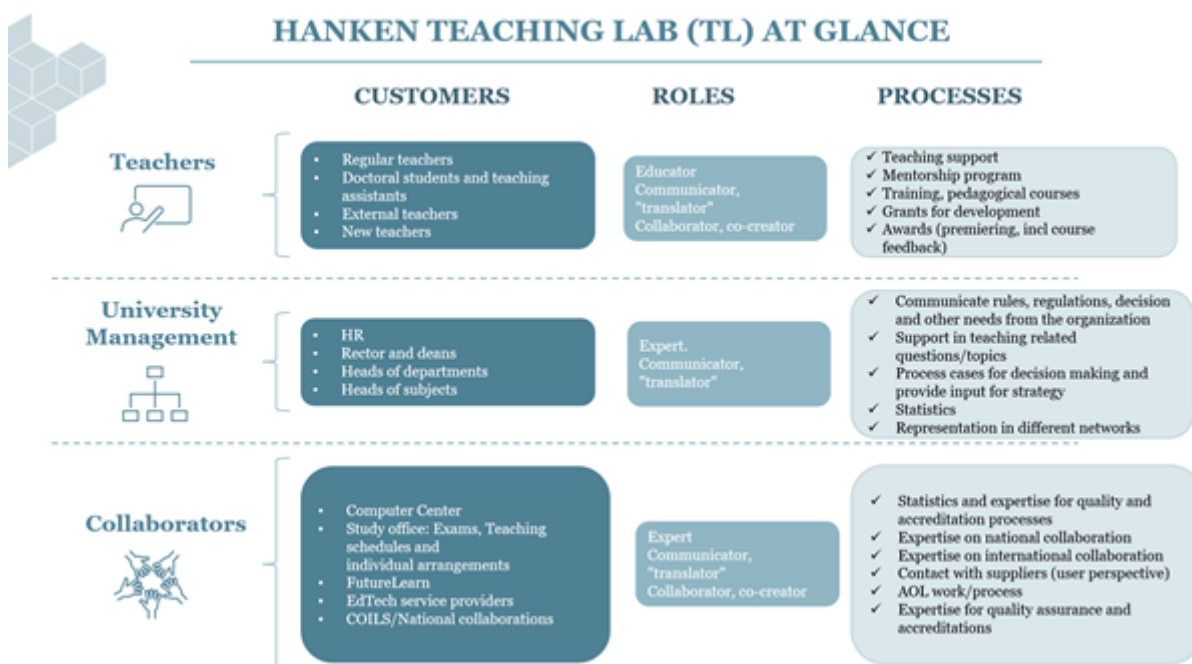 HANKEN TEACHING LAB (TL) AT GLANCE
CUSTOMERS
ROLES
PROCESSES
Teachers
• Regular teachers
• Doctoral students and teaching
assistants
• External teachers
• New teachers
Educator
Communicator,
"translator"
Collaborator, co-creator
✓ Teaching support
✓ Mentorship program
✓ Training, pedagogical courses
✓ Grants for development
✓ Awards (premiering, incl course
feedback)
University
Management
• HR
• Rector and deans
• Heads of departments
• Heads of subjects
Expert.
Communicator,
"translator"
✓ Communicate rules, regulations, decision
and other needs from the organization
✓ Support in teaching related
questions/topics
✓ Process cases for decision making and
provide input for strategy
✓ Statistics
✓ Representation in different networks
Collaborators
• Computer Center
• Study office: Exams, Teaching
schedules and
individual arrangements
• FutureLearn
• EdTech service providers
• COILS/National collaborations
Expert
Communicator,
"translator"
Collaborator, co-creator
✓ Statistics and expertise for quality and
accreditation processes
✓ Expertise on national collaboration
✓ Expertise on international collaboration
✓ Contact with suppliers (user perspective)
✓ AOL work/process
✓ Expertise for quality assurance and
accreditations